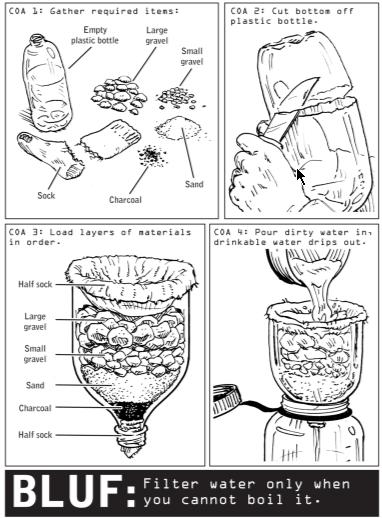 COA 1: Gather required items:
Empty
plastic bottle
Large
gravel
Small
gravel
Sock
Charcoal
Sand
COA 2: Cut bottom off
plastic bottle.
COA 3: Load layers of materials
in order.
Half sock
Large
gravel
Small
gravel
Sand
Charcoal
Half sock
COA 4: Pour dirty water in,
drinkable water drips out.
BLUF: Filter water only when
you cannot boil it.